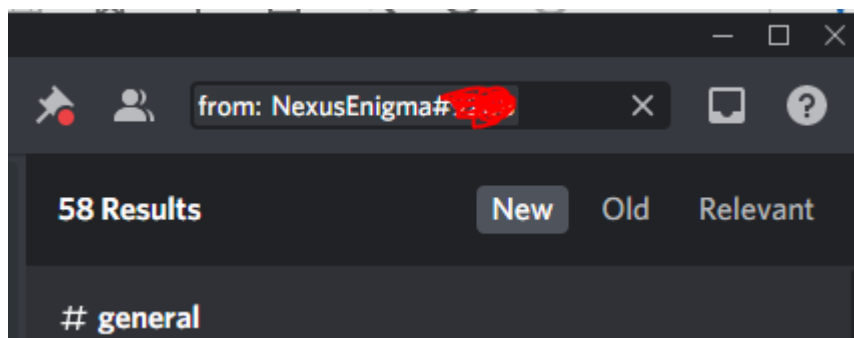 from: NexusEnigma#
58 Results
New Old Relevant
# general